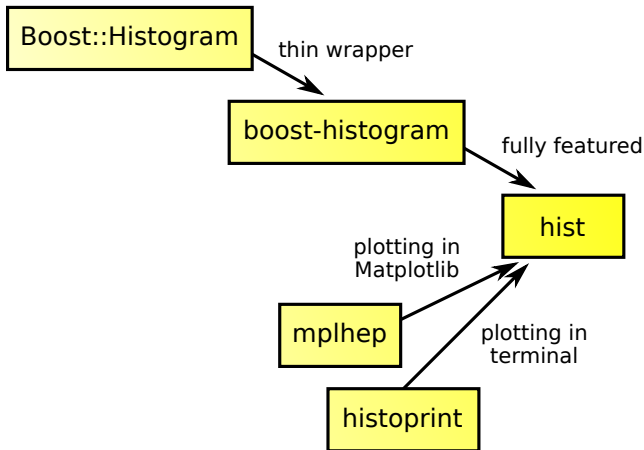 Boost::Histogram
thin wrapper
boost-histogram
fully featured
hist
plotting in
Matplotlib
mplhep
plotting in
terminal
histoprint